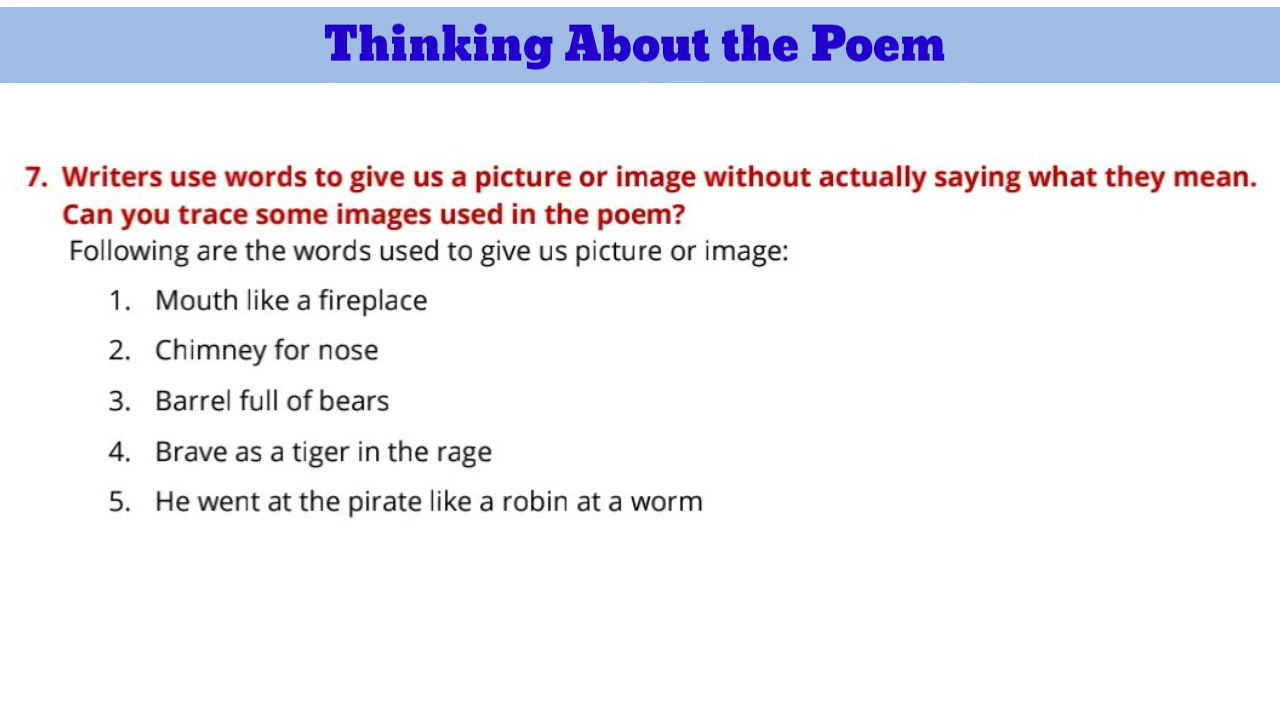 Thinking About the Poem
7. Writers use words to give us a picture or image without actually saying what they mean.
Can you trace some images used in the poem?
Following are the words used to give us picture or image:
1. Mouth like a fireplace
2. Chimney for nose
3. Barrel full of bears
4. Brave as a tiger in the rage
5. He went at the pirate like a robin at a worm